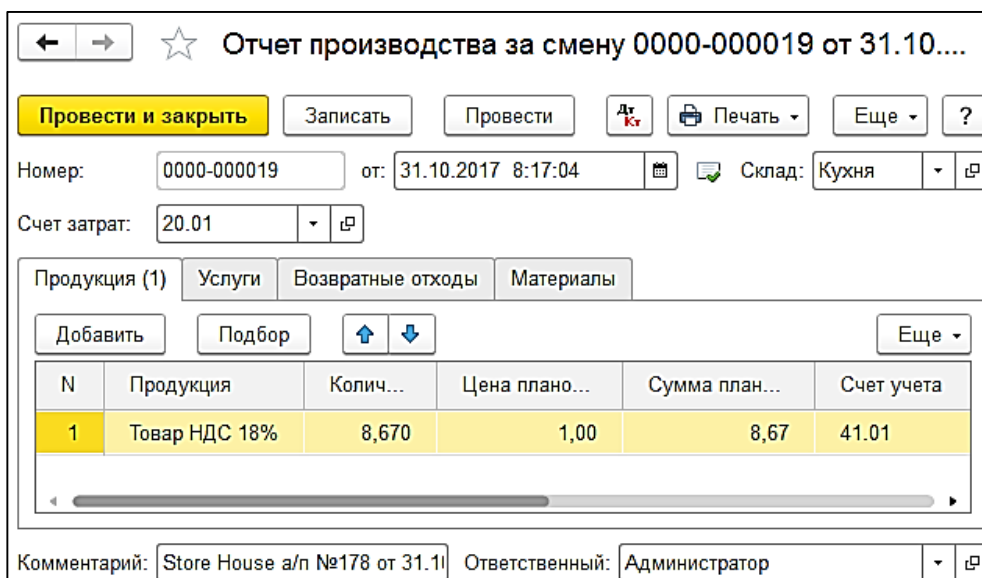 Отчет производства за смену 0000-000019 от 31.10....
Провести и закрыть Записать Провести Дт Кт Печать Еще ?
Номер: 0000-000019 от: 31.10.2017 8:17:04 Склад: Кухня
Счет затрат: 20.01
Продукция (1) Услуги Возвратные отходы Материалы
Добавить Подбор Еще
N Продукция Колич... Цена плано... Сумма план... Счет учета
1 Товар НДС 18% 8,670 1,00 8,67 41.01
Комментарий: Store House а/п №178 от 31.1 Ответственный: Администратор